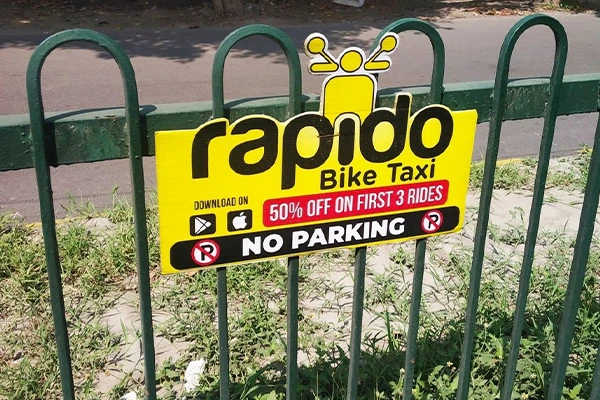 rapido
Bike Taxi
DOWNLOAD ON
50% OFF ON FIRST 3 RIDES
P NO PARKING P